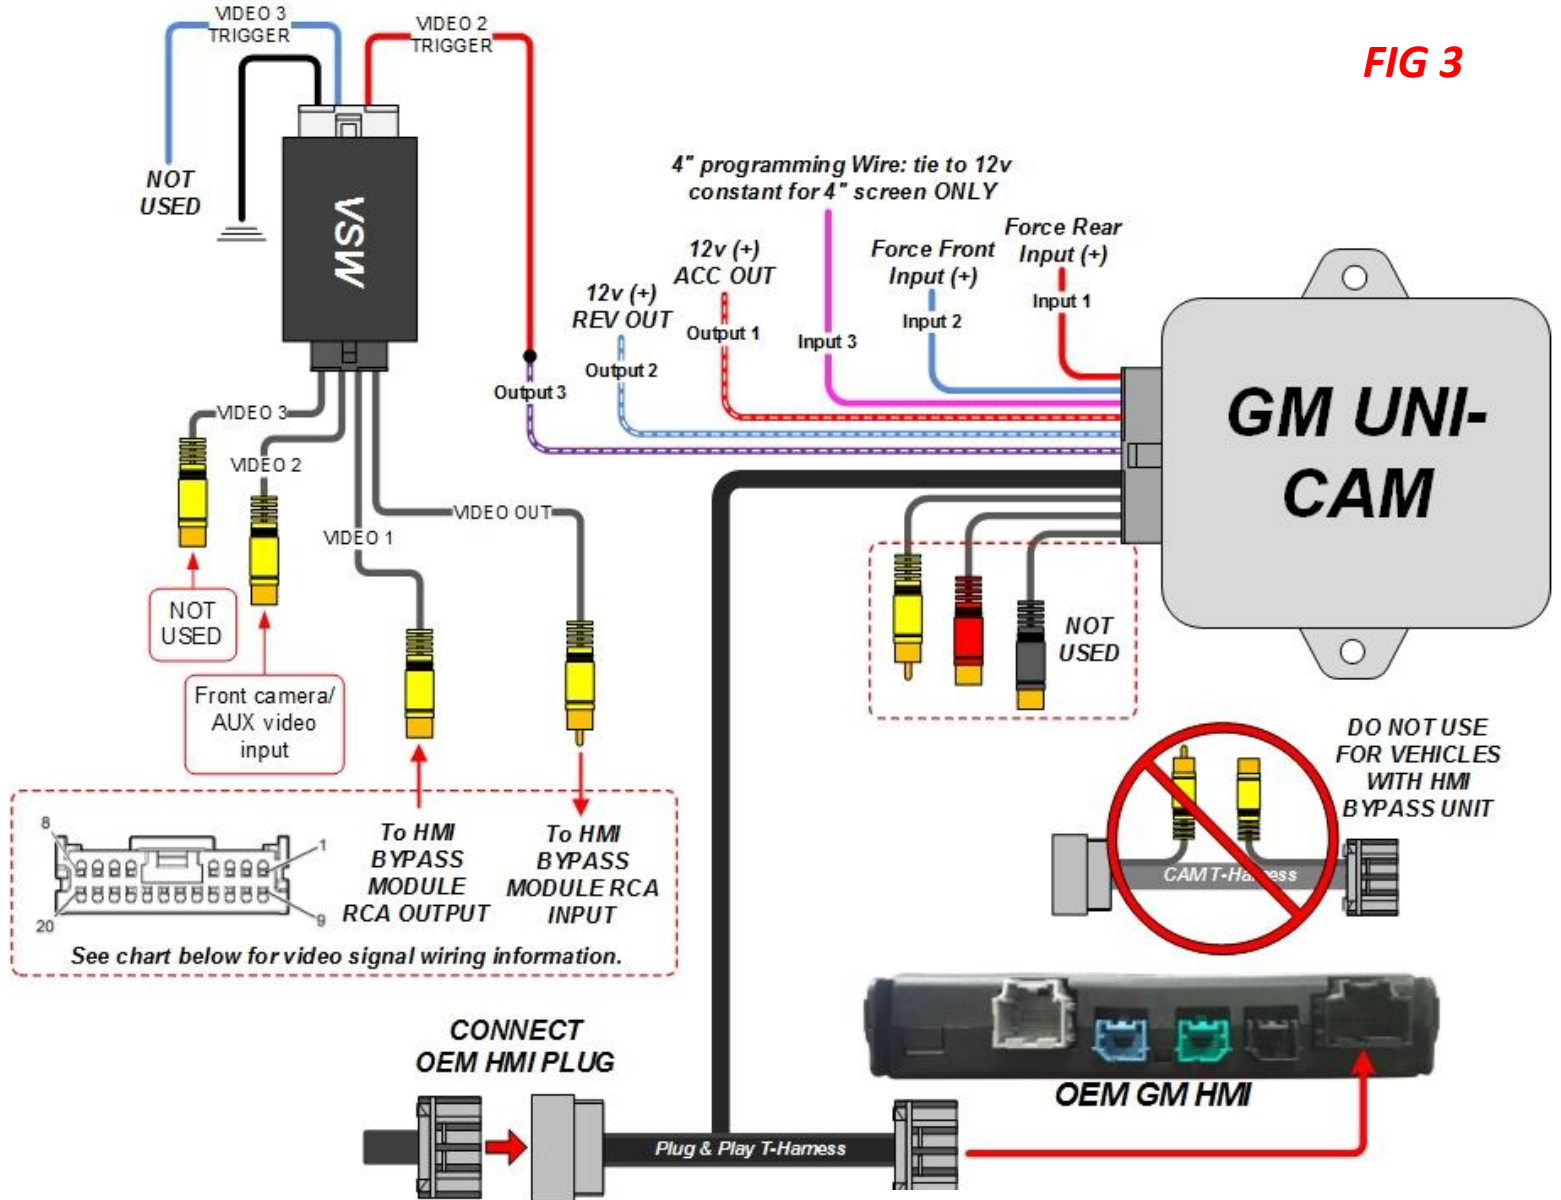 FIG 3
VIDEO 3
TRIGGER
VIDEO 2
TRIGGER
NOT
USED
VSW
4" programming Wire: tie to 12v
constant for 4" screen ONLY
12v (+)
REV OUT
12v (+)
ACC OUT
Force Front
Input (+)
Force Rear
Input (+)
Output 3
Output 2
Output 1
Input 3
Input 2
Input 1
GM UNI-
CAM
VIDEO 3
VIDEO 2
VIDEO 1
VIDEO OUT
NOT
USED
Front camera/
AUX video
input
NOT
USED
DO NOT USE
FOR VEHICLES
WITH HMI
BYPASS UNIT
CAM T-Harness
8
1
20
9
To HMI
BYPASS
MODULE
RCA OUTPUT
To HMI
BYPASS
MODULE RCA
INPUT
See chart below for video signal wiring information.
CONNECT
OEM HMI PLUG
OEM GM HMI
Plug & Play T-Harness